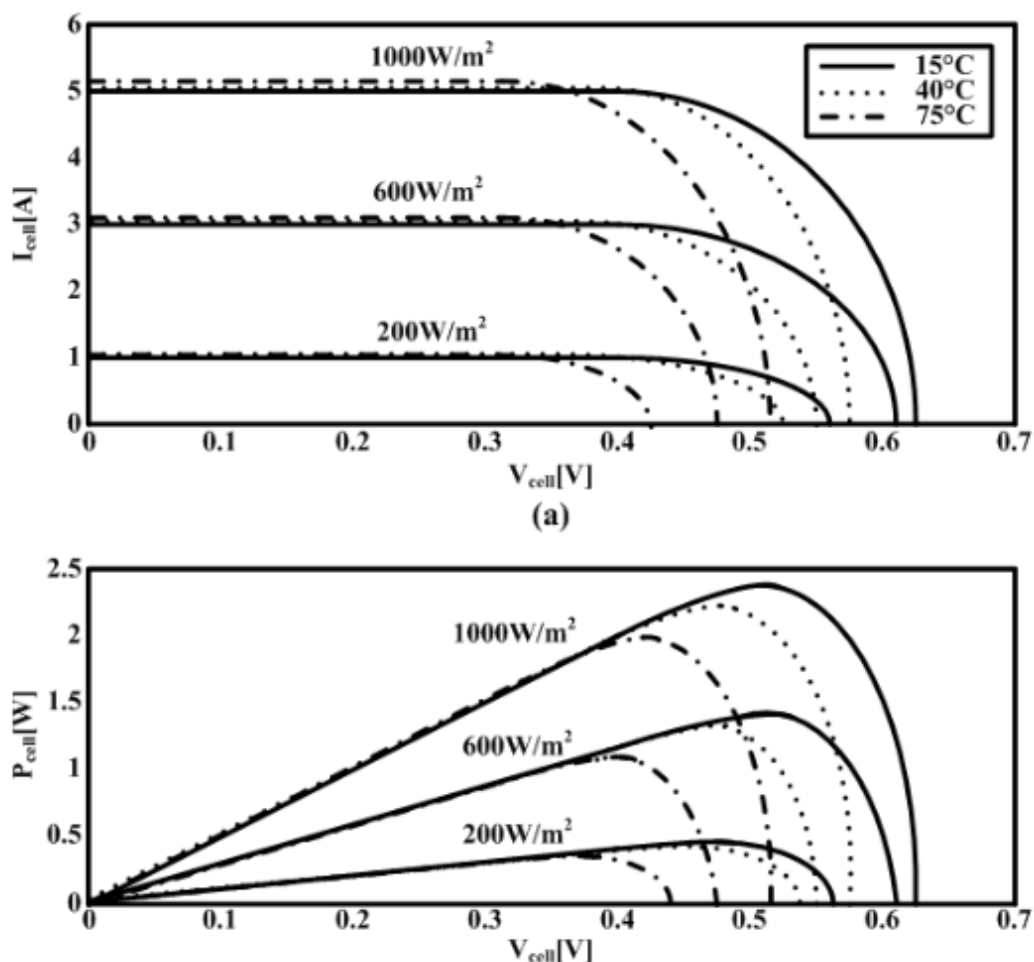 6
5
4
3
2
1
0
I_cell[A]
1000W/m²
600W/m²
200W/m²
15°C
40°C
75°C
0 0.1 0.2 0.3 0.4 0.5 0.6 0.7
V_cell[V]
(a)
2.5
2
1.5
1
0.5
0
P_cell[W]
1000W/m²
600W/m²
200W/m²
0 0.1 0.2 0.3 0.4 0.5 0.6 0.7
V_cell[V]